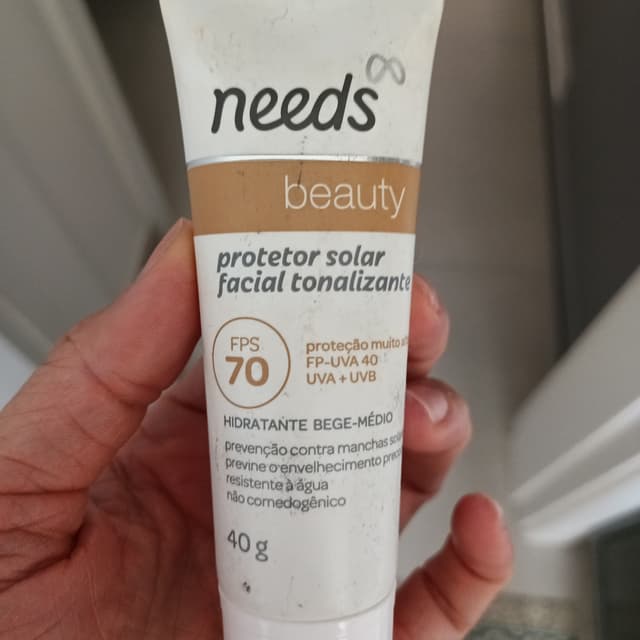 needs
beauty
protetor solar
facial tonalizante
FPS
70
proteção muito
FP-UVA 40
UVA + UVB
HIDRATANTE BEGE-MÉDIO
prevenção contra manchas
previne o envelhecimento
resistente à água
não comedogênico
40 g